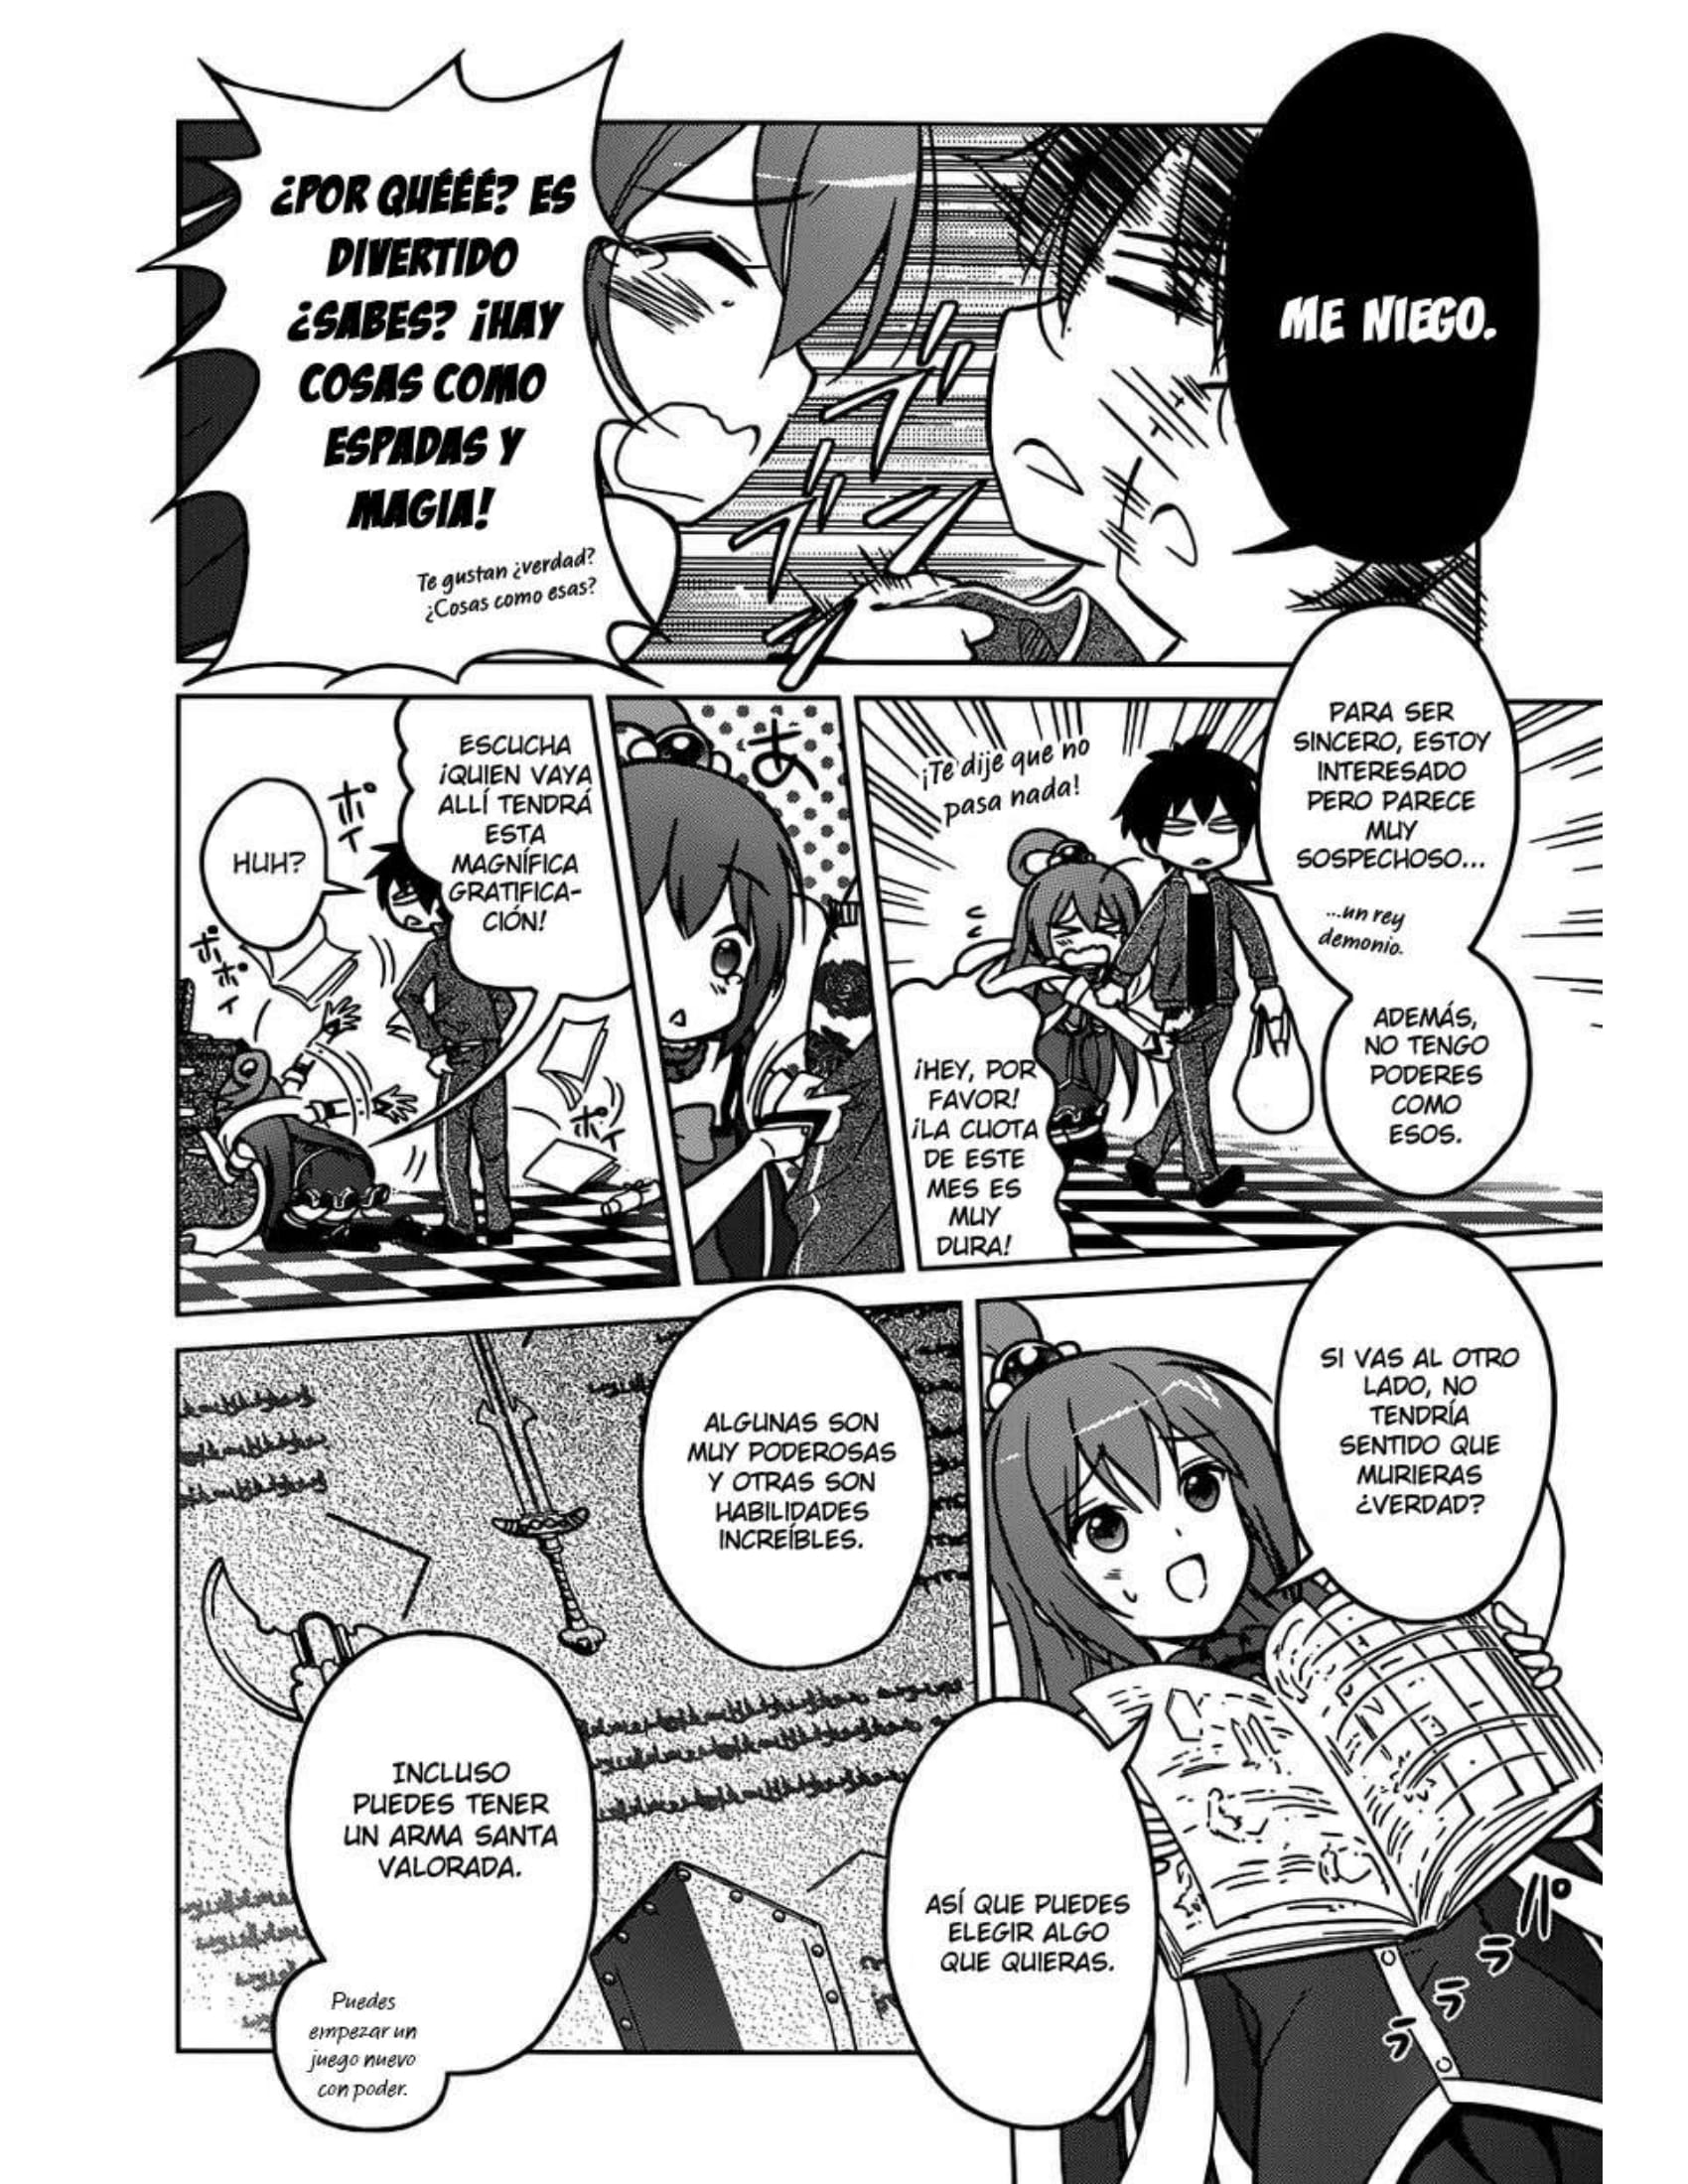 ME NIEGO.
¿POR QUÉÉÉ? ES
DIVERTIDO
¿SABES? ¡HAY
COSAS COMO
ESPADAS Y
MAGIA!
Te gustan ¿verdad?
¿Cosas como esas?
ズ
ズ
ズ
PARA SER
SINCERO, ESTOY
INTERESADO
PERO PARECE
MUY
SOSPECHOSO...
...un rey
demonio.
ADEMÁS,
NO TENGO
PODERES
COMO
ESOS.
¡Te dije que no
pasa nada!
¡HEY, POR
FAVOR!
¡LA CUOTA
DE ESTE
MES ES
MUY
DURA!
あ
ESCUCHA
¡QUIEN VAYA
ALLÍ TENDRÁ
ESTA
MAGNÍFICA
GRATIFICA-
CIÓN!
HUH?
ポイ
ポポイ
ポイ
SI VAS AL OTRO
LADO, NO
TENDRÍA
SENTIDO QUE
MURIERAS
¿VERDAD?
ASÍ QUE PUEDES
ELEGIR ALGO
QUE QUIERAS.
パラララ
ALGUNAS SON
MUY PODEROSAS
Y OTRAS SON
HABILIDADES
INCREÍBLES.
INCLUSO
PUEDES TENER
UN ARMA SANTA
VALORADA.
Puedes
empezar un
juego nuevo
con poder.